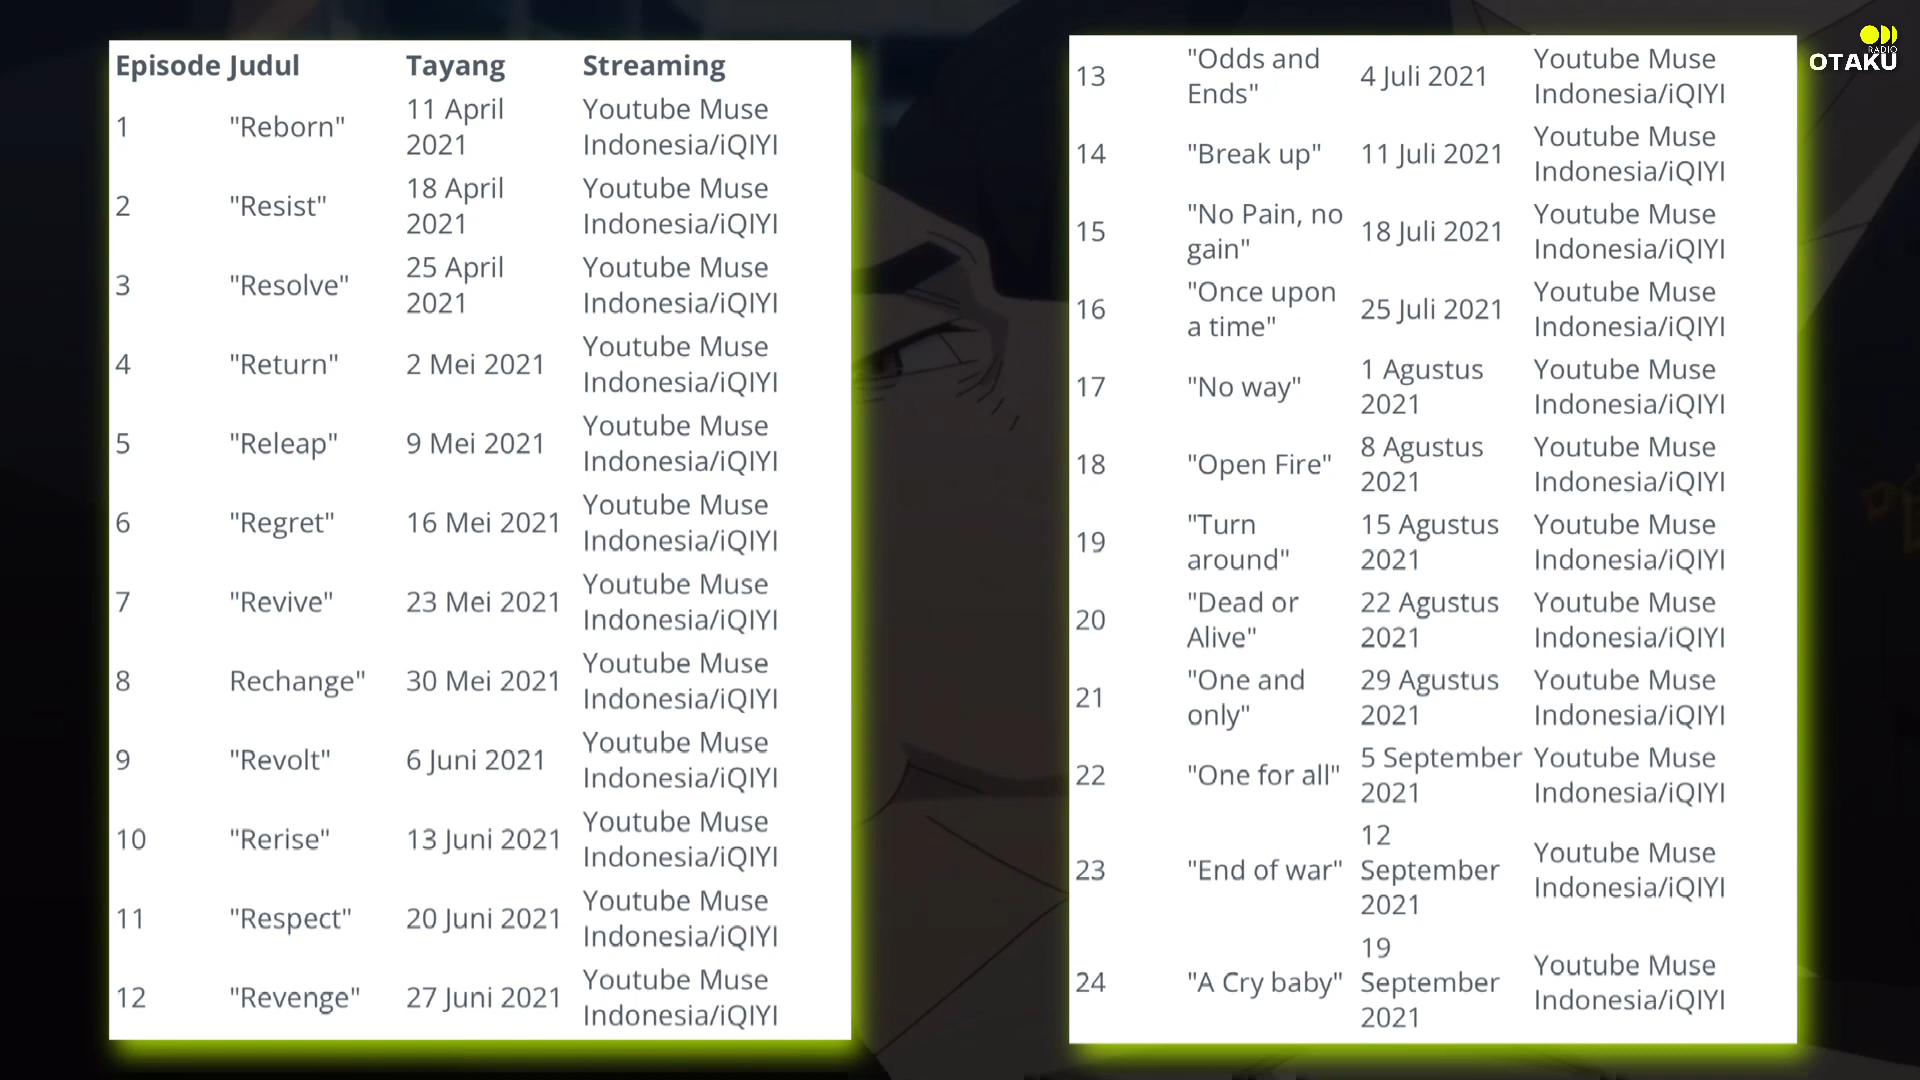 Episode Judul Tayang Streaming
1 "Reborn" 11 April 2021 Youtube Muse Indonesia/iQIYI
2 "Resist" 18 April 2021 Youtube Muse Indonesia/iQIYI
3 "Resolve" 25 April 2021 Youtube Muse Indonesia/iQIYI
4 "Return" 2 Mei 2021 Youtube Muse Indonesia/iQIYI
5 "Releap" 9 Mei 2021 Youtube Muse Indonesia/iQIYI
6 "Regret" 16 Mei 2021 Youtube Muse Indonesia/iQIYI
7 "Revive" 23 Mei 2021 Youtube Muse Indonesia/iQIYI
8 Rechange" 30 Mei 2021 Youtube Muse Indonesia/iQIYI
9 "Revolt" 6 Juni 2021 Youtube Muse Indonesia/iQIYI
10 "Rerise" 13 Juni 2021 Youtube Muse Indonesia/iQIYI
11 "Respect" 20 Juni 2021 Youtube Muse Indonesia/iQIYI
12 "Revenge" 27 Juni 2021 Youtube Muse Indonesia/iQIYI
13 "Odds and Ends" 4 Juli 2021 Youtube Muse Indonesia/iQIYI
14 "Break up" 11 Juli 2021 Youtube Muse Indonesia/iQIYI
15 "No Pain, no gain" 18 Juli 2021 Youtube Muse Indonesia/iQIYI
16 "Once upon a time" 25 Juli 2021 Youtube Muse Indonesia/iQIYI
17 "No way" 1 Agustus 2021 Youtube Muse Indonesia/iQIYI
18 "Open Fire" 8 Agustus 2021 Youtube Muse Indonesia/iQIYI
19 "Turn around" 15 Agustus 2021 Youtube Muse Indonesia/iQIYI
20 "Dead or Alive" 22 Agustus 2021 Youtube Muse Indonesia/iQIYI
21 "One and only" 29 Agustus 2021 Youtube Muse Indonesia/iQIYI
22 "One for all" 5 September 2021 Youtube Muse Indonesia/iQIYI
23 "End of war" 12 September 2021 Youtube Muse Indonesia/iQIYI
24 "A Cry baby" 19 September 2021 Youtube Muse Indonesia/iQIYI
RADIO
OTAKU